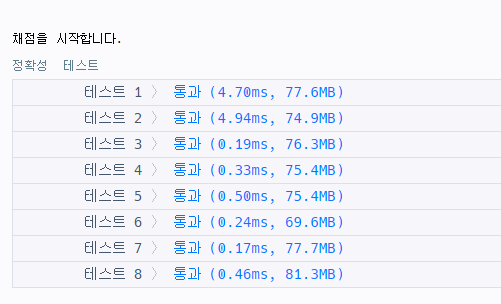 채점을 시작합니다.
정확성 테스트
테스트 1 〉 통과 (4.70ms, 77.6MB)
테스트 2 〉 통과 (4.94ms, 74.9MB)
테스트 3 〉 통과 (0.19ms, 76.3MB)
테스트 4 〉 통과 (0.33ms, 75.4MB)
테스트 5 〉 통과 (0.50ms, 75.4MB)
테스트 6 〉 통과 (0.24ms, 69.6MB)
테스트 7 〉 통과 (0.17ms, 77.7MB)
테스트 8 〉 통과 (0.46ms, 81.3MB)